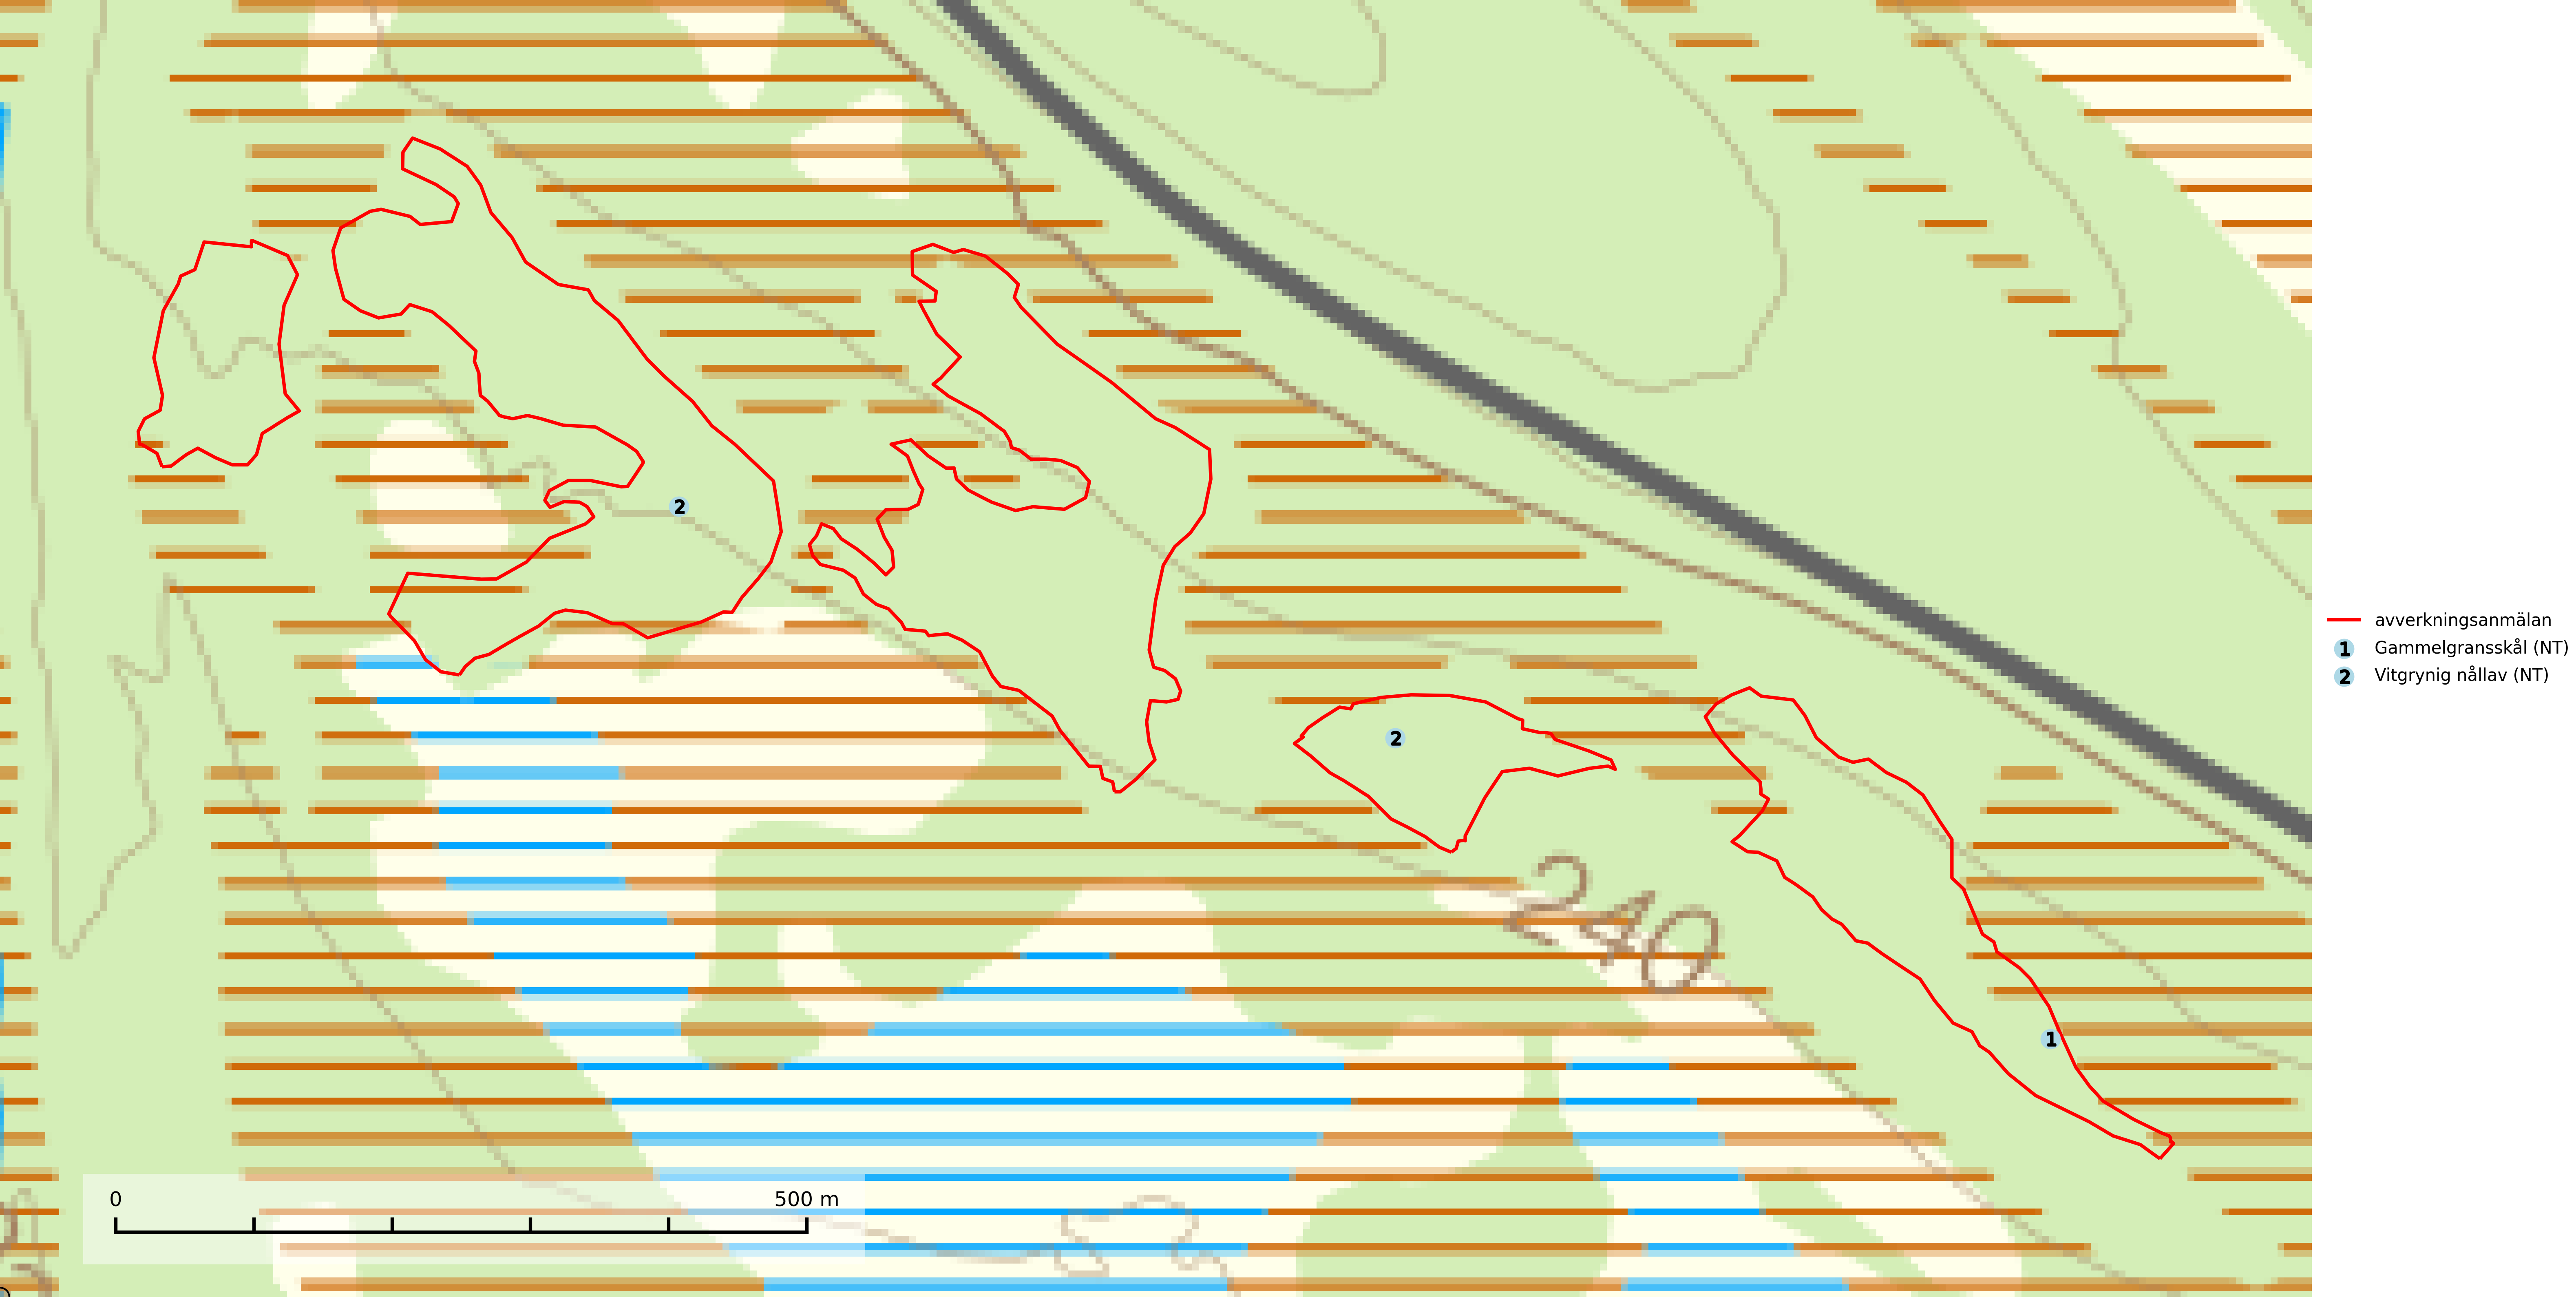 2
2
240
1
0 500 m
avverkningsanmälan
1 Gammelgransskål (NT)
2 Vitgrynig nållav (NT)